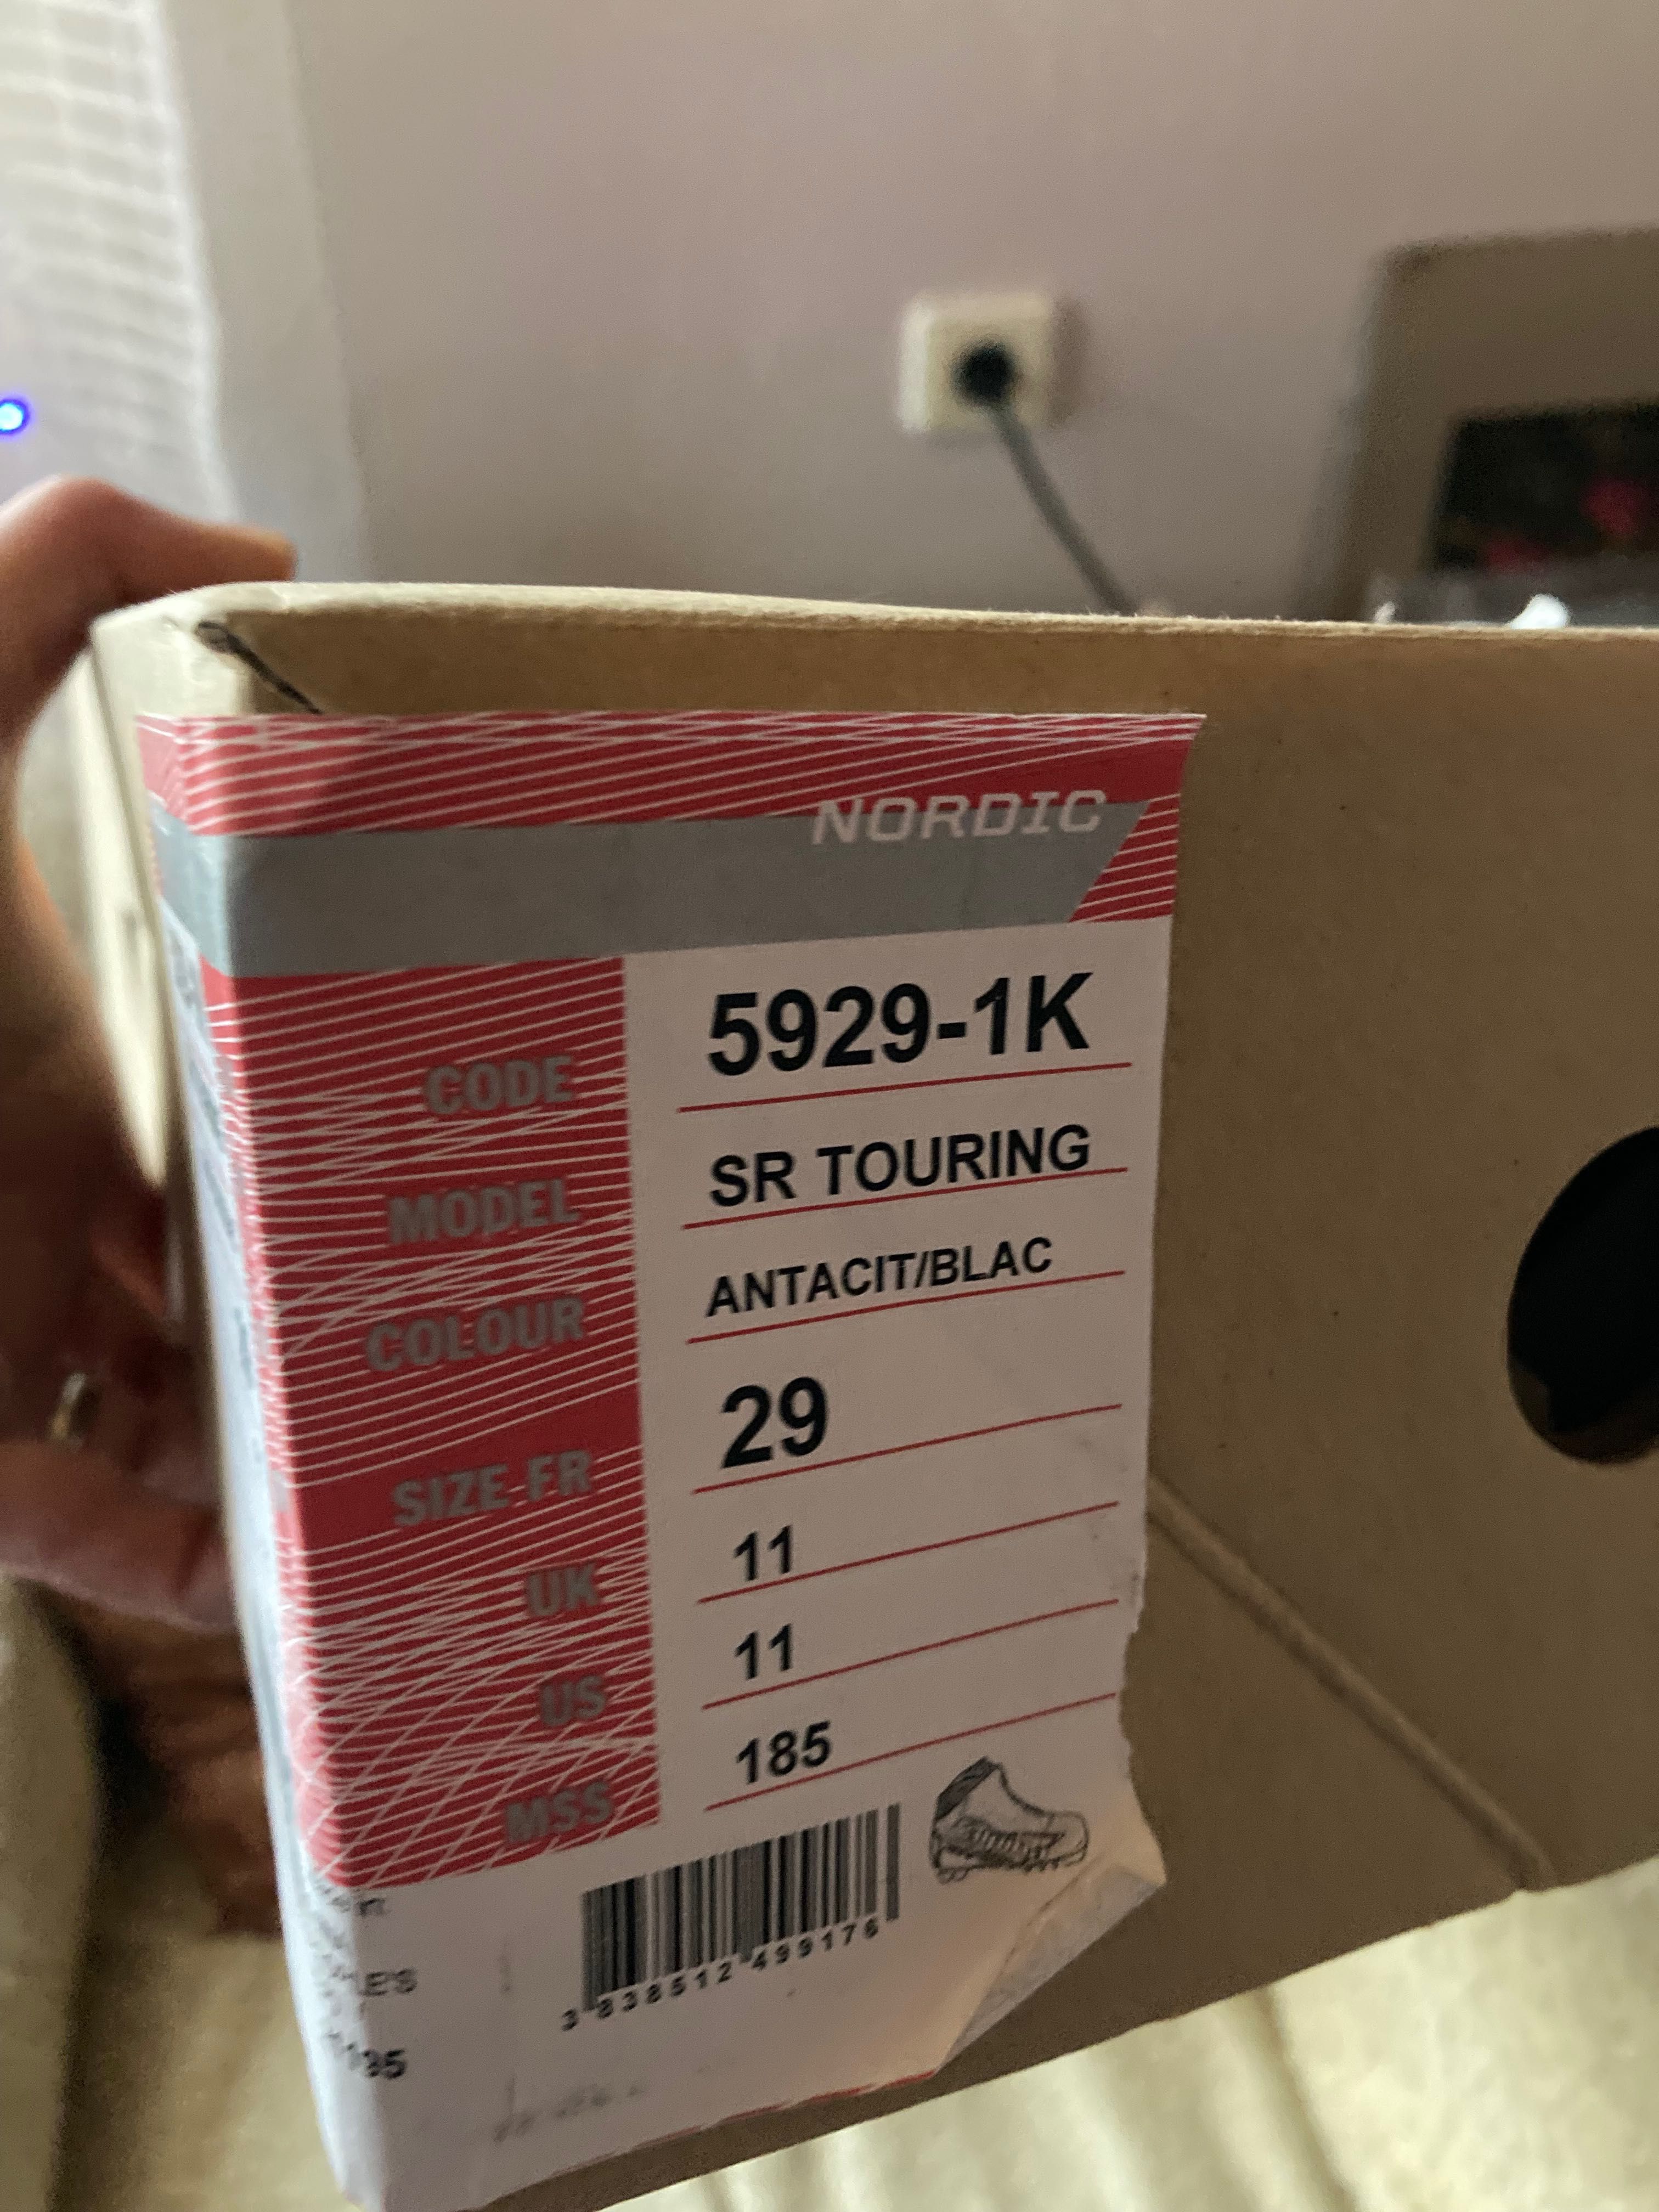 NORDIC
CODE 5929-1K
MODEL SR TOURING
COLOUR ANTACIT/BLAC
SIZE FR 29
UK 11
US 11
MSS 185
3 838512 499176